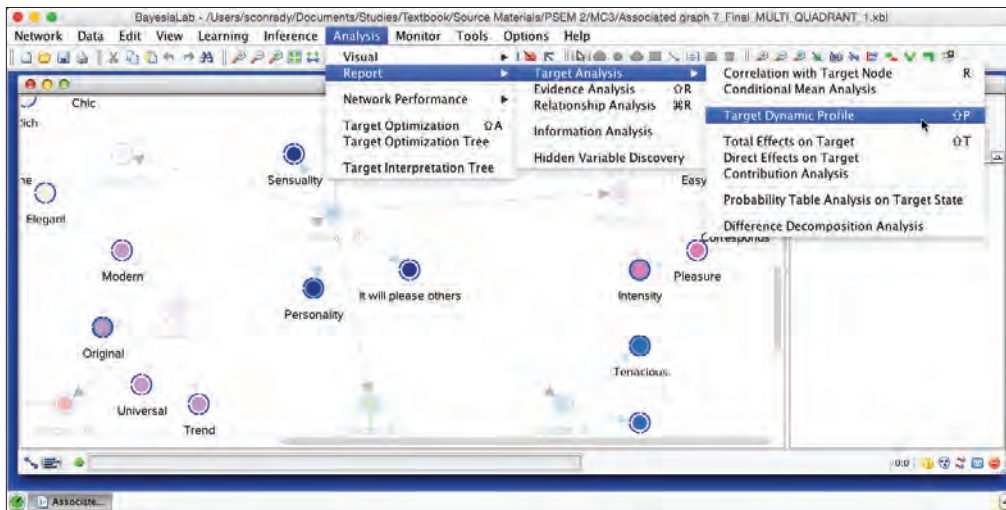 BayesiaLab - /Users/sconrady/Documents/Studies/Textbook/Source Materials/PSEM 2/MC3/Associated graph 7_Final_MULTI_QUADRANT_1.xbl
Network Data Edit View Learning Inference Analysis Monitor Tools Options Help
Visual
Report
Network Performance
Target Optimization ⇧A
Target Optimization Tree
Target Interpretation Tree
Target Analysis
Evidence Analysis ⇧R
Relationship Analysis ⌘R
Information Analysis
Hidden Variable Discovery
Correlation with Target Node R
Conditional Mean Analysis
Target Dynamic Profile ⇧P
Total Effects on Target ⇧T
Direct Effects on Target
Contribution Analysis
Probability Table Analysis on Target State
Difference Decomposition Analysis
Chic
Sensuality
Easy
Elegant
Corresponds
Modern
It will please others
Intensity
Pleasure
Personality
Original
Tenacious
Universal
Trend
0:0
Associate...